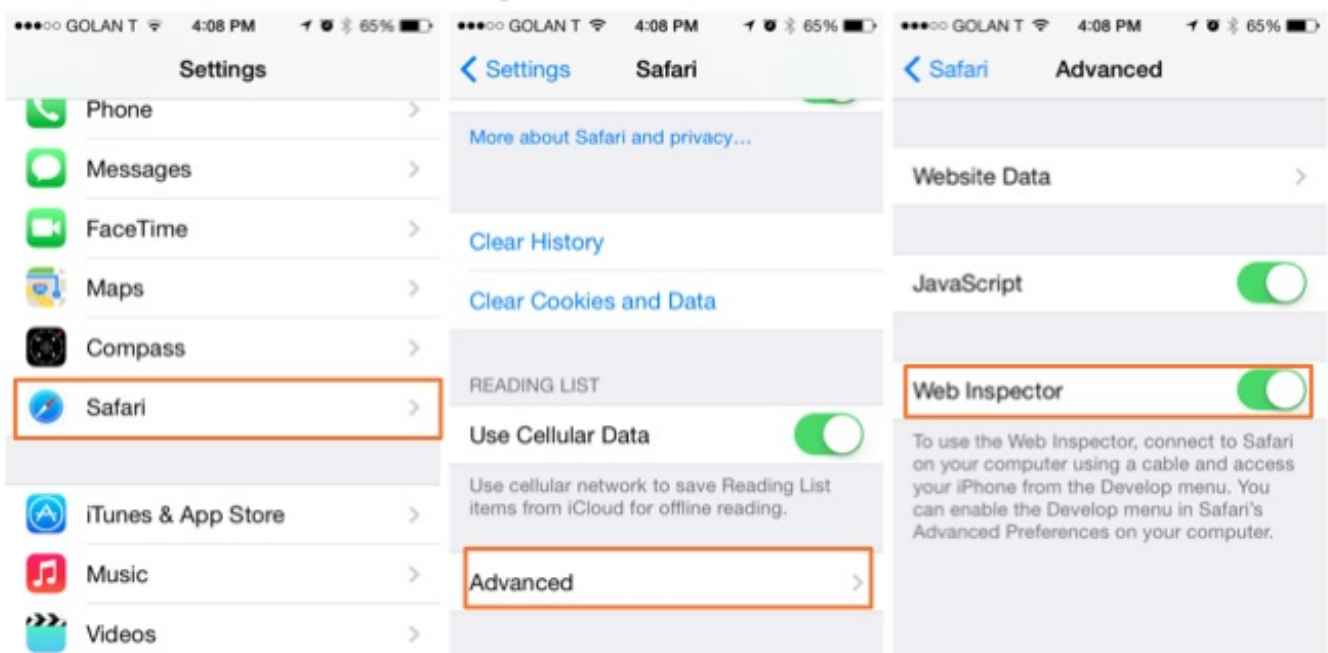 GOLAN T 4:08 PM 65%
Settings
Phone
Messages
FaceTime
Maps
Compass
Safari
iTunes & App Store
Music
Videos
GOLAN T 4:08 PM 65%
Settings Safari
More about Safari and privacy…
Clear History
Clear Cookies and Data
READING LIST
Use Cellular Data
Use cellular network to save Reading List
items from iCloud for offline reading.
Advanced
GOLAN T 4:08 PM 65%
Safari Advanced
Website Data
JavaScript
Web Inspector
To use the Web Inspector, connect to Safari
on your computer using a cable and access
your iPhone from the Develop menu. You
can enable the Develop menu in Safari's
Advanced Preferences on your computer.